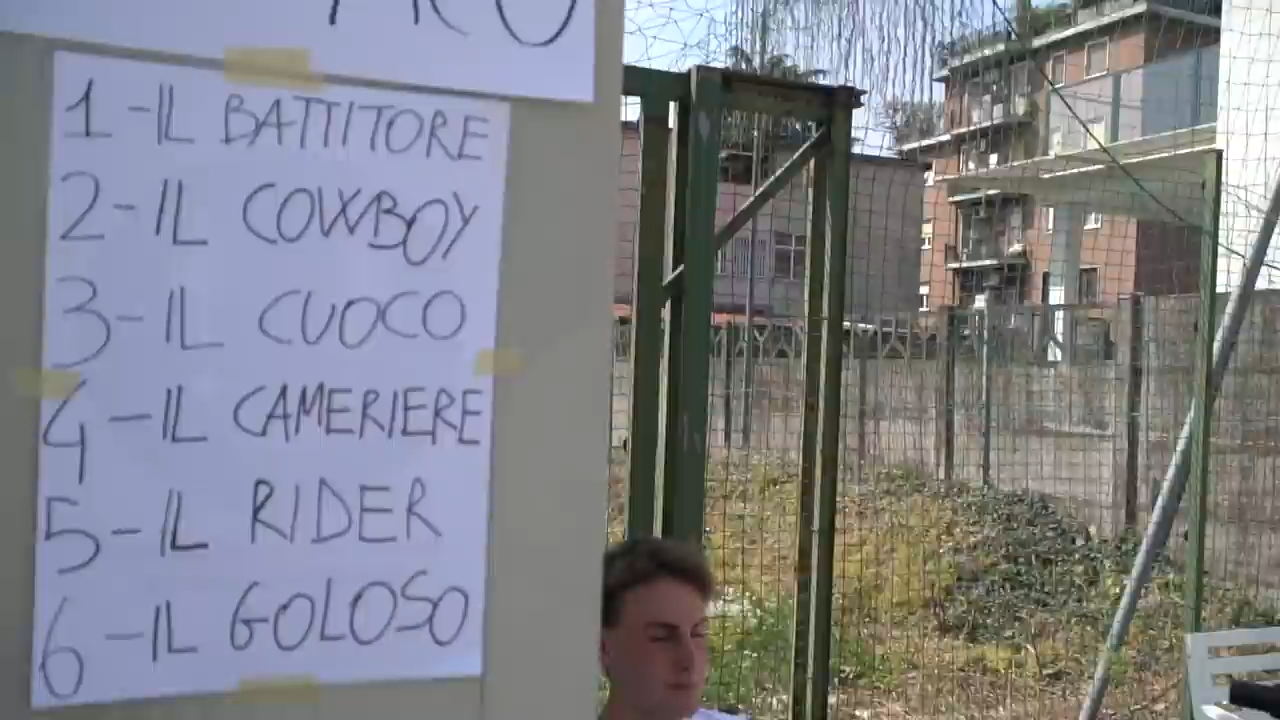 1 - IL BATTITORE
2 - IL COWBOY
3 - IL CUOCO
4 - IL CAMERIERE
5 - IL RIDER
6 - IL GOLOSO